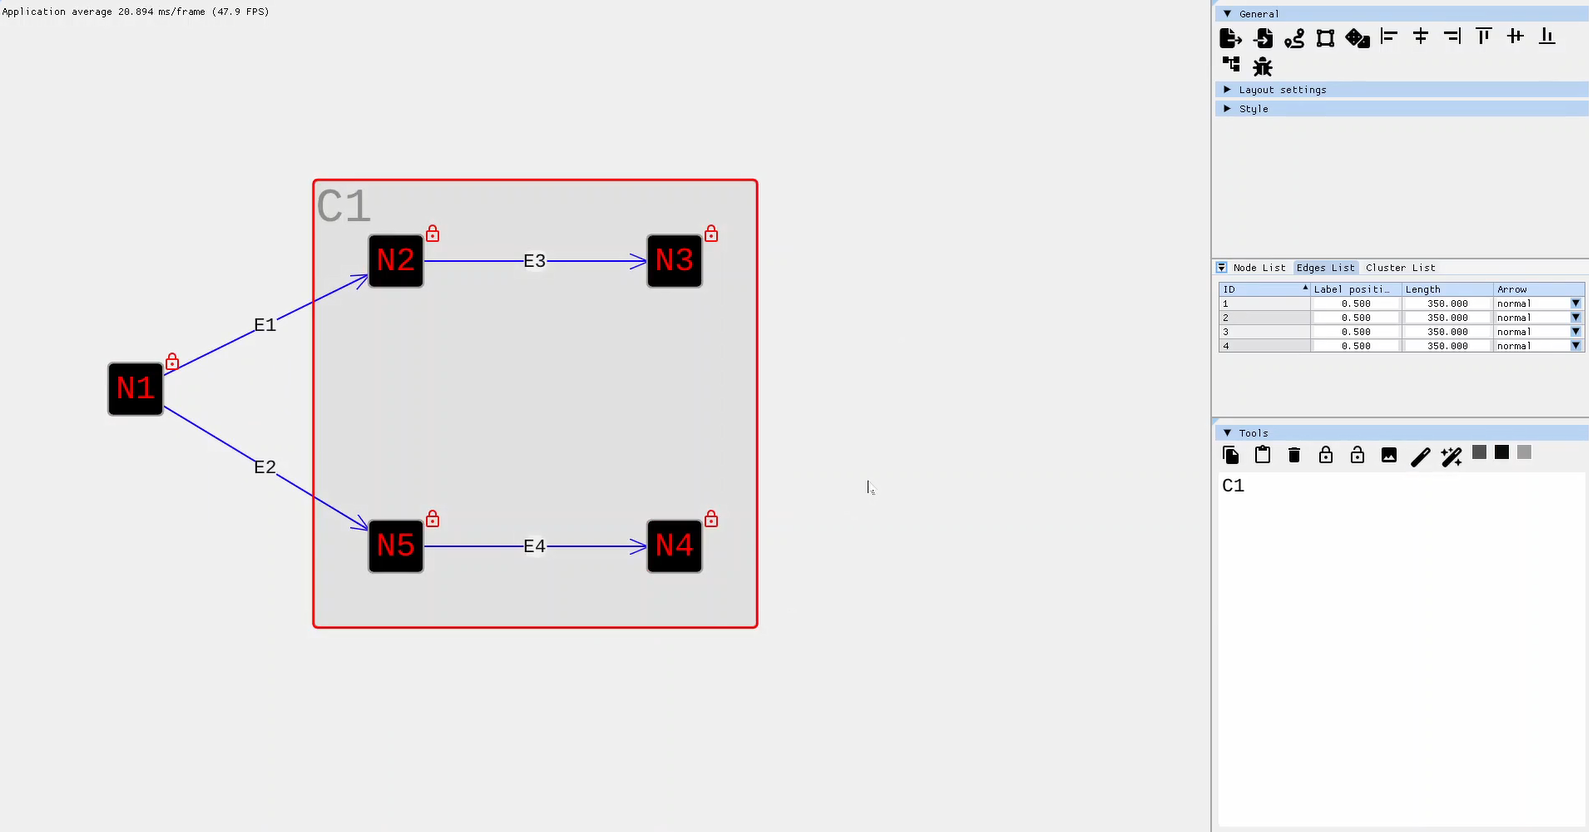 Application average 20.894 ms/frame (47.9 FPS)
C1
N2
E3
N3
E1
N1
E2
N5
E4
N4
General
Layout settings
Style
Node List Edges List Cluster List
ID Label positi… Length Arrow
1 0.500 350.000 normal
2 0.500 350.000 normal
3 0.500 350.000 normal
4 0.500 350.000 normal
Tools
C1